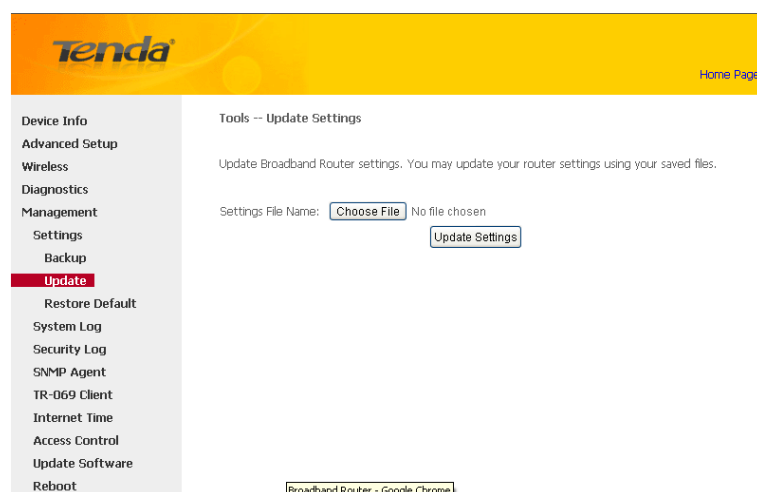 Tenda
Home Page
Device Info
Advanced Setup
Wireless
Diagnostics
Management
Settings
Backup
Update
Restore Default
System Log
Security Log
SNMP Agent
TR-069 Client
Internet Time
Access Control
Update Software
Reboot
Tools -- Update Settings
Update Broadband Router settings. You may update your router settings using your saved files.
Settings File Name: Choose File No file chosen
Update Settings
Broadband Router - Google Chrome